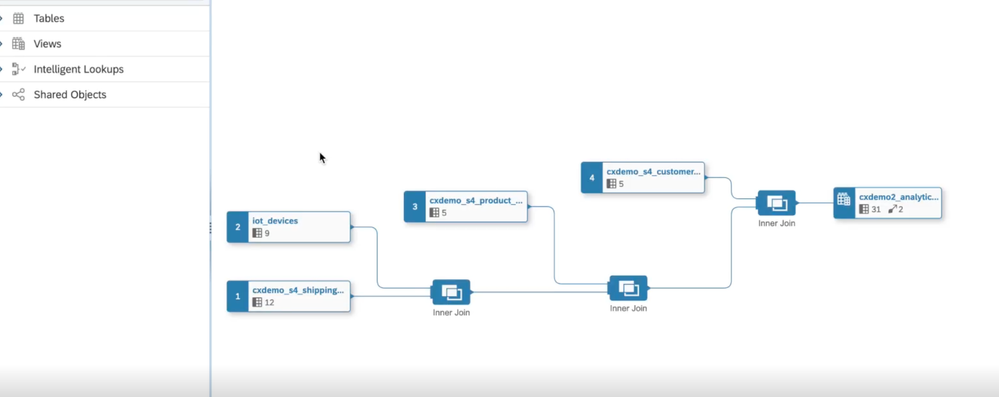 Tables
Views
Intelligent Lookups
Shared Objects
4
cxdemo_s4_customer...
5
3
cxdemo_s4_product_...
5
cxdemo2_analytic...
31
2
Inner Join
2
iot_devices
9
1
cxdemo_s4_shipping...
12
Inner Join
Inner Join